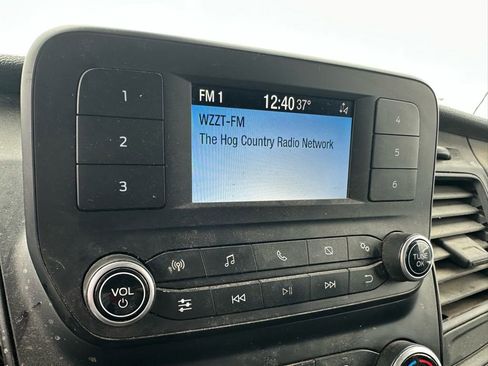 FM 1 12:40 37°
WZZT-FM
The Hog Country Radio Network
1
2
3
4
5
6
VOL
TUNE
OK